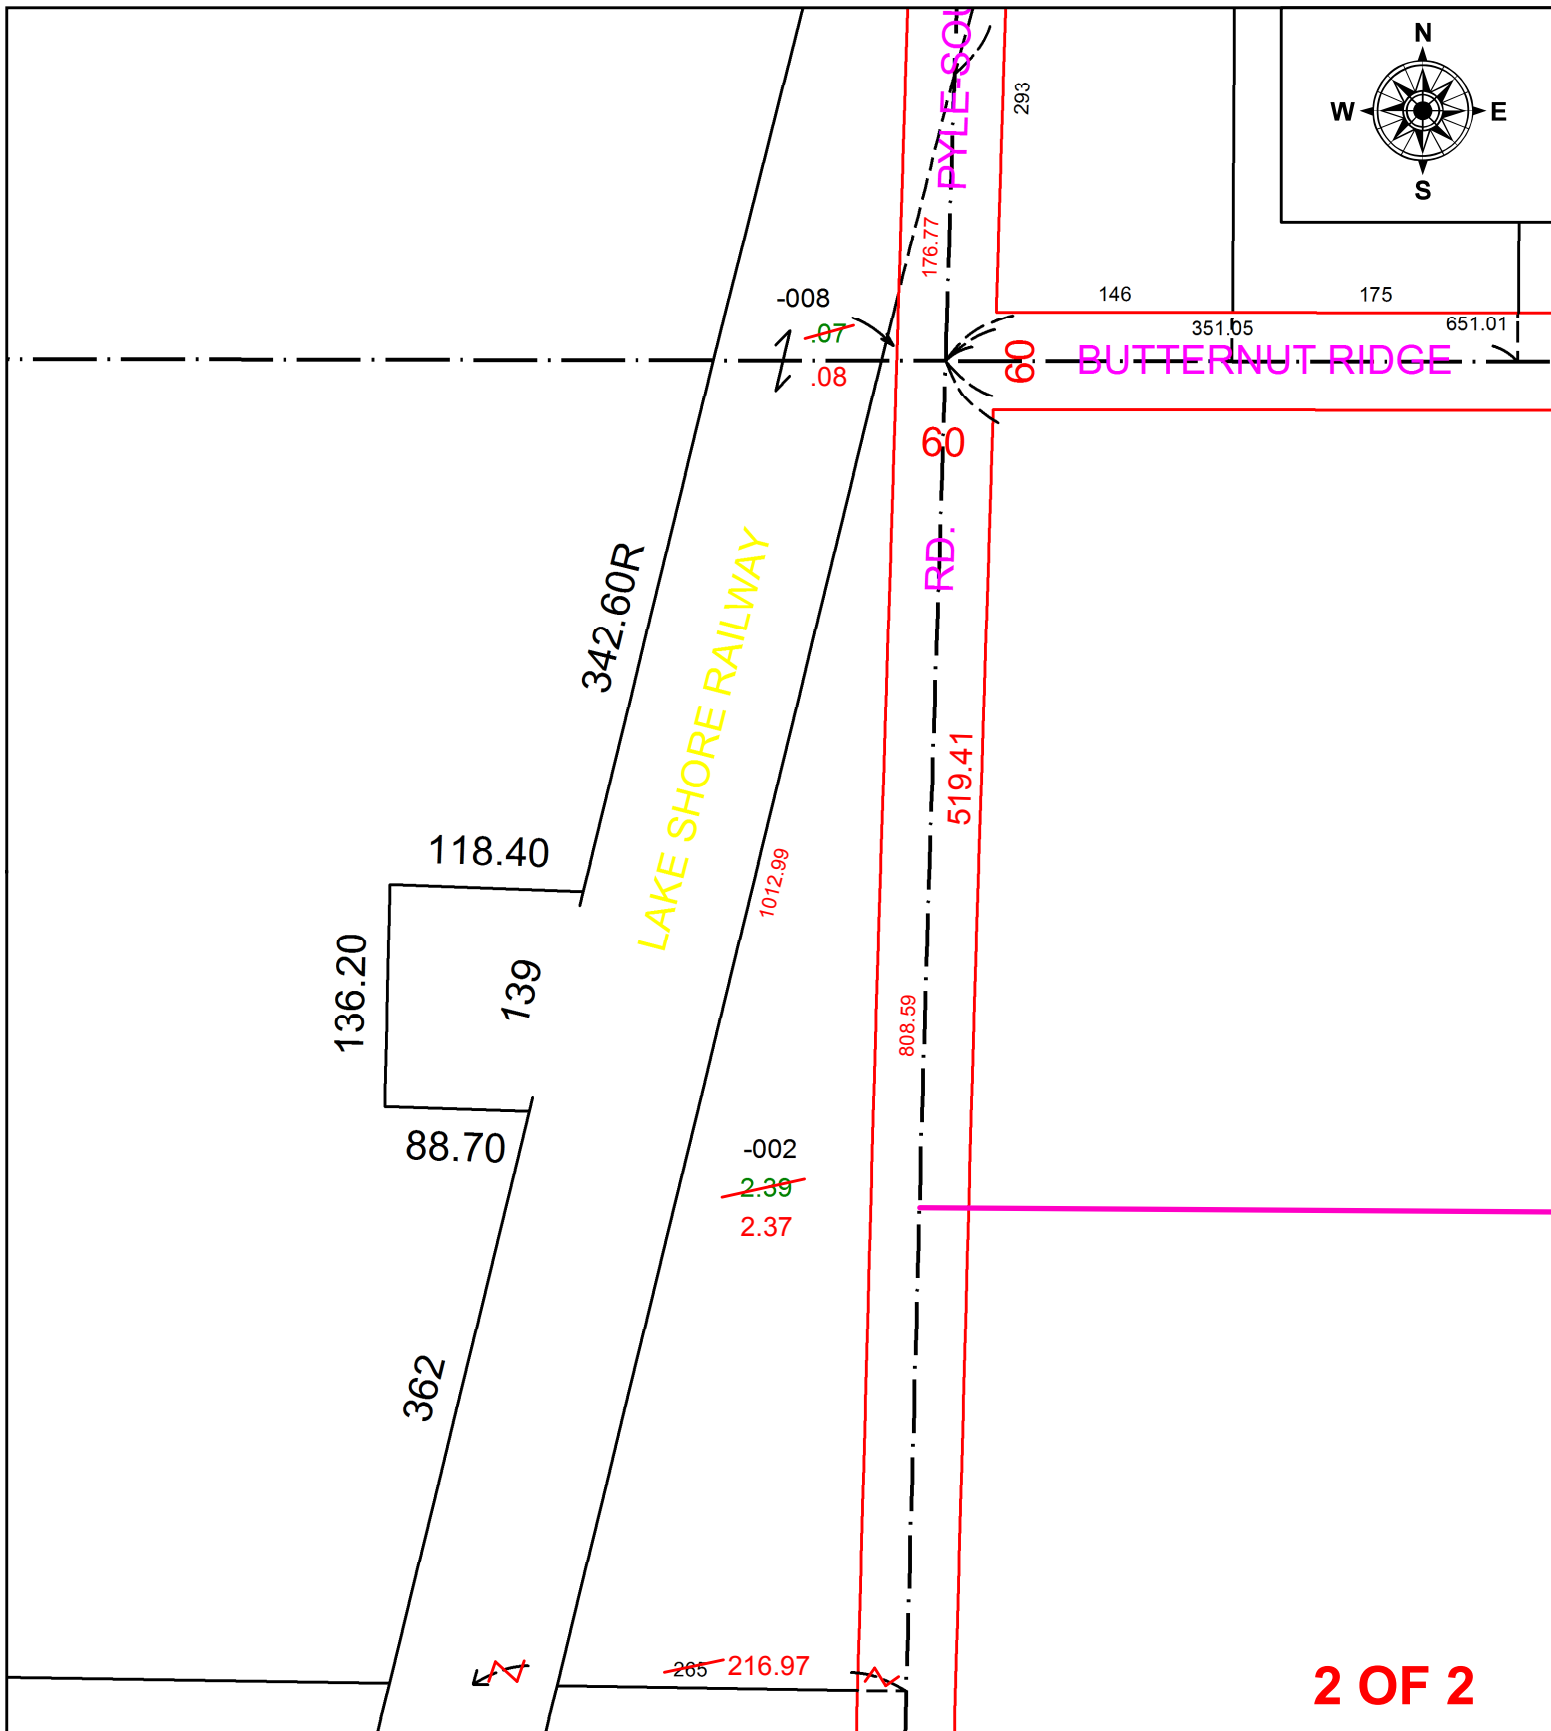 N
W E
S
PYLE-SOU
293
176.77
-008
.07
.08
146
175
351.05
651.01
60
BUTTERNUT RIDGE
60
RD.
342.60R
LAKE SHORE RAILWAY
519.41
118.40
1012.99
136.20
139
808.59
88.70
-002
2.39
2.37
362
265 216.97
2 OF 2